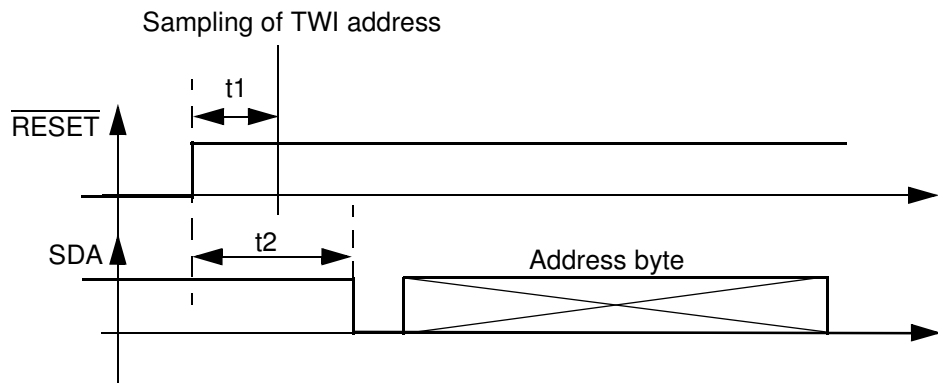 Sampling of TWI address
t1
RESET
t2
SDA
Address byte